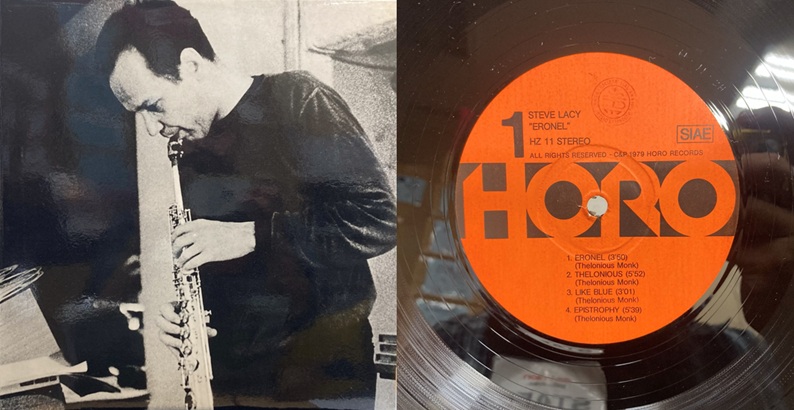 1
STEVE LACY
"ERONEL"
HZ 11 STEREO
SIAE
ALL RIGHTS RESERVED - C&P 1979 HORO RECORDS
HORO
1. ERONEL (3'50)
(Thelonious Monk)
2. THELONIOUS (5'52)
(Thelonious Monk)
3. LIKE BLUE (3'01)
(Thelonious Monk)
4. EPISTROPHY (5'39)
(Thelonious Monk)